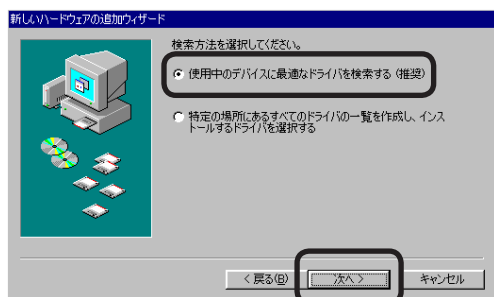 新しいハードウェアの追加ウィザード
検索方法を選択してください。
使用中のデバイスに最適なドライバを検索する (推奨)
特定の場所にあるすべてのドライバの一覧を作成し、インス
トールするドライバを選択する
< 戻る(B)
次へ >
キャンセル